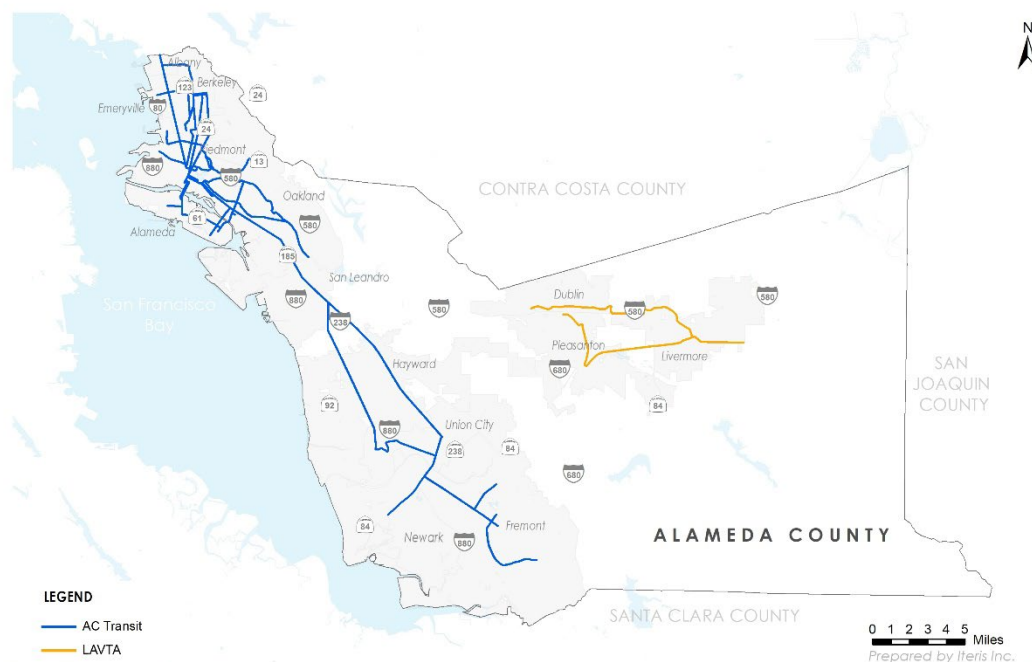 N
Albany
123
Berkeley
24
Emeryville
80
24
Piedmont
880
13
580
CONTRA COSTA COUNTY
Oakland
61
580
Alameda
185
San Leandro
San Francisco
Bay
880
238
580
Dublin
580
580
Pleasanton
Livermore
680
SAN
JOAQUIN
COUNTY
Hayward
92
84
880
Union City
238
84
680
84
Newark
880
Fremont
ALAMEDA COUNTY
LEGEND
AC Transit
LAVTA
SANTA CLARA COUNTY
0 1 2 3 4 5
Miles
Prepared by Iteris Inc.